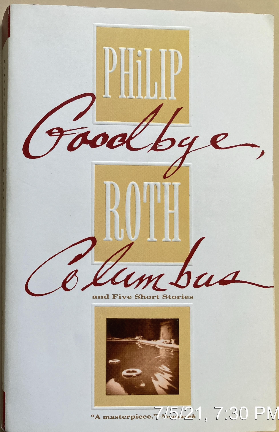 PHiLIP
Goodbye,
ROTH
Columbus
and Five Short Stories
7/5/21, 7:30 PM
"A masterpiece."